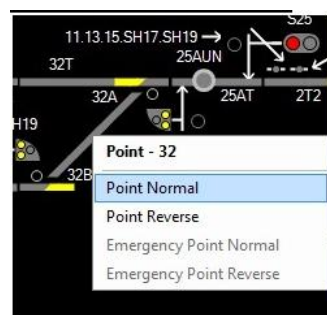 S25
11.13.15.SH17.SH19
32T
25AUN
32A
25AT
2T2
H19
32B
Point - 32
Point Normal
Point Reverse
Emergency Point Normal
Emergency Point Reverse